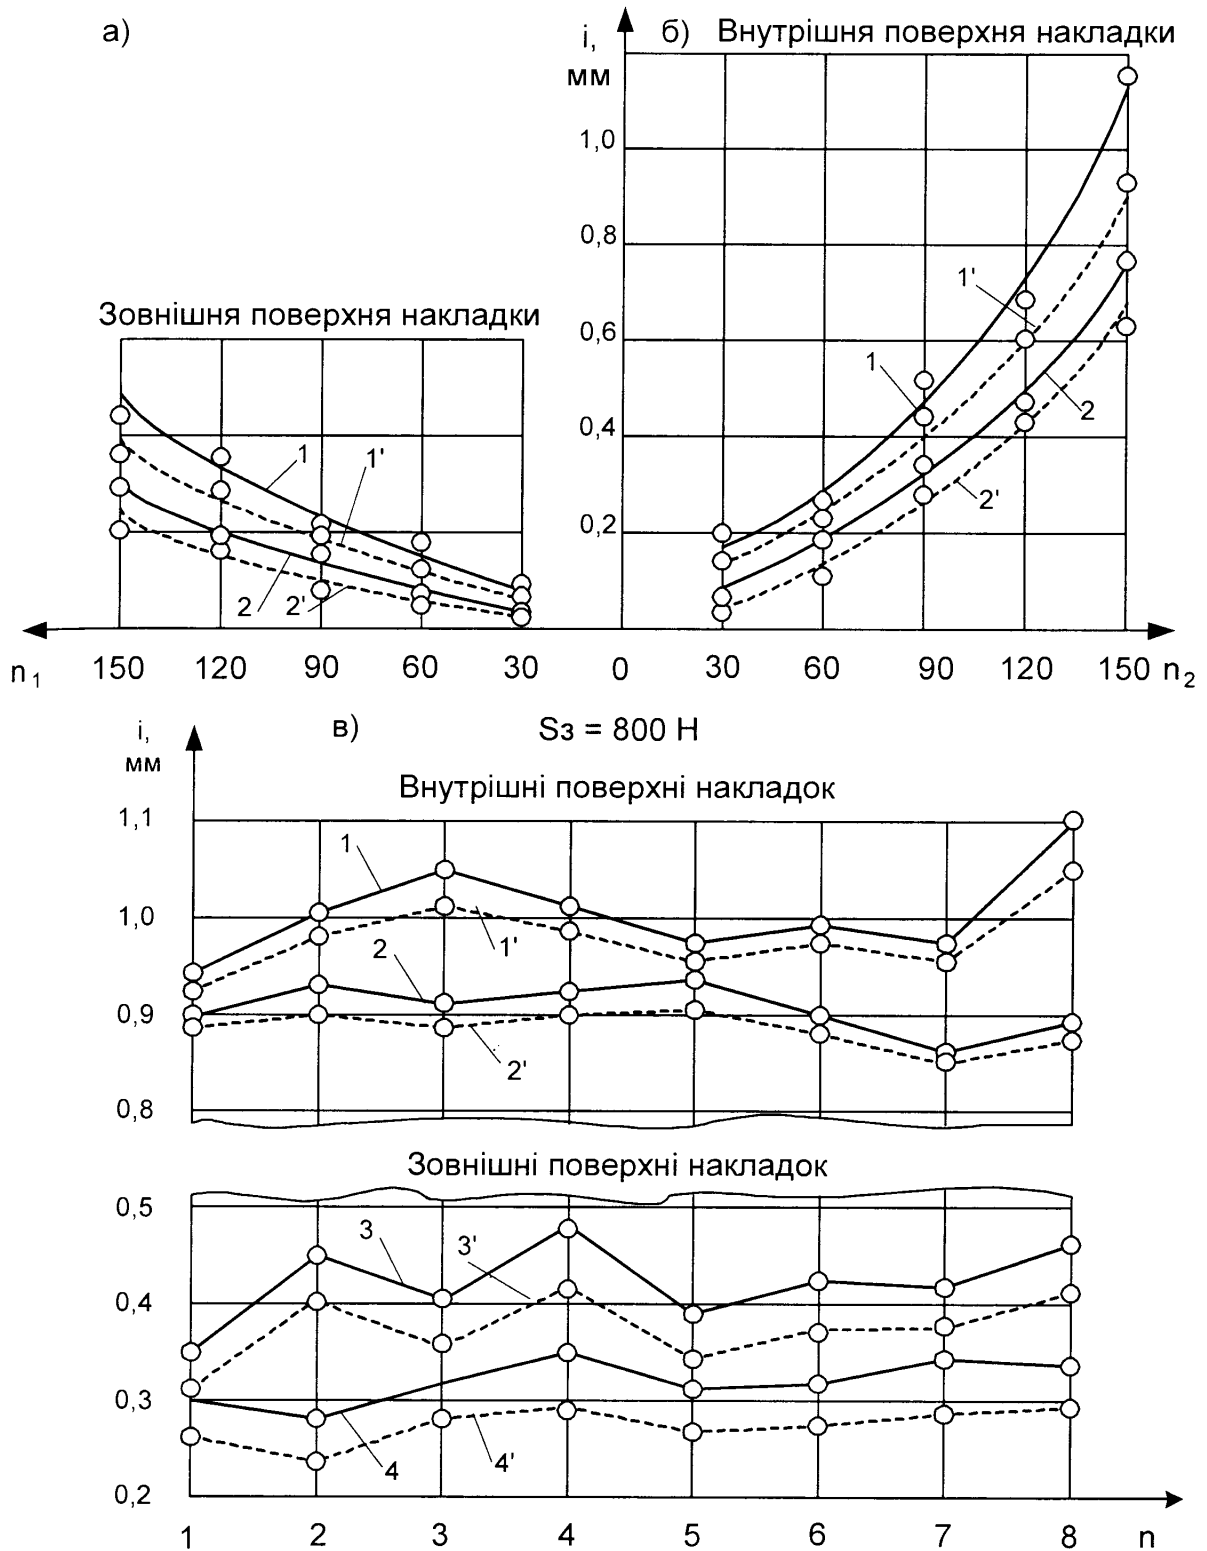 а)
i,
мм
б) Внутрішня поверхня накладки
1,0
0,8
1'
Зовнішня поверхня накладки
0,6
1
2
0,4
1
1'
2'
0,2
2
2'
n1 150 120 90 60 30 0 30 60 90 120 150 n2
i,
мм
в)
Sз = 800 Н
Внутрішні поверхні накладок
1,1
1
1,0
2
1'
0,9
2'
0,8
Зовнішні поверхні накладок
0,5
3
3'
0,4
0,3
4
4'
0,2
1 2 3 4 5 6 7 8 n